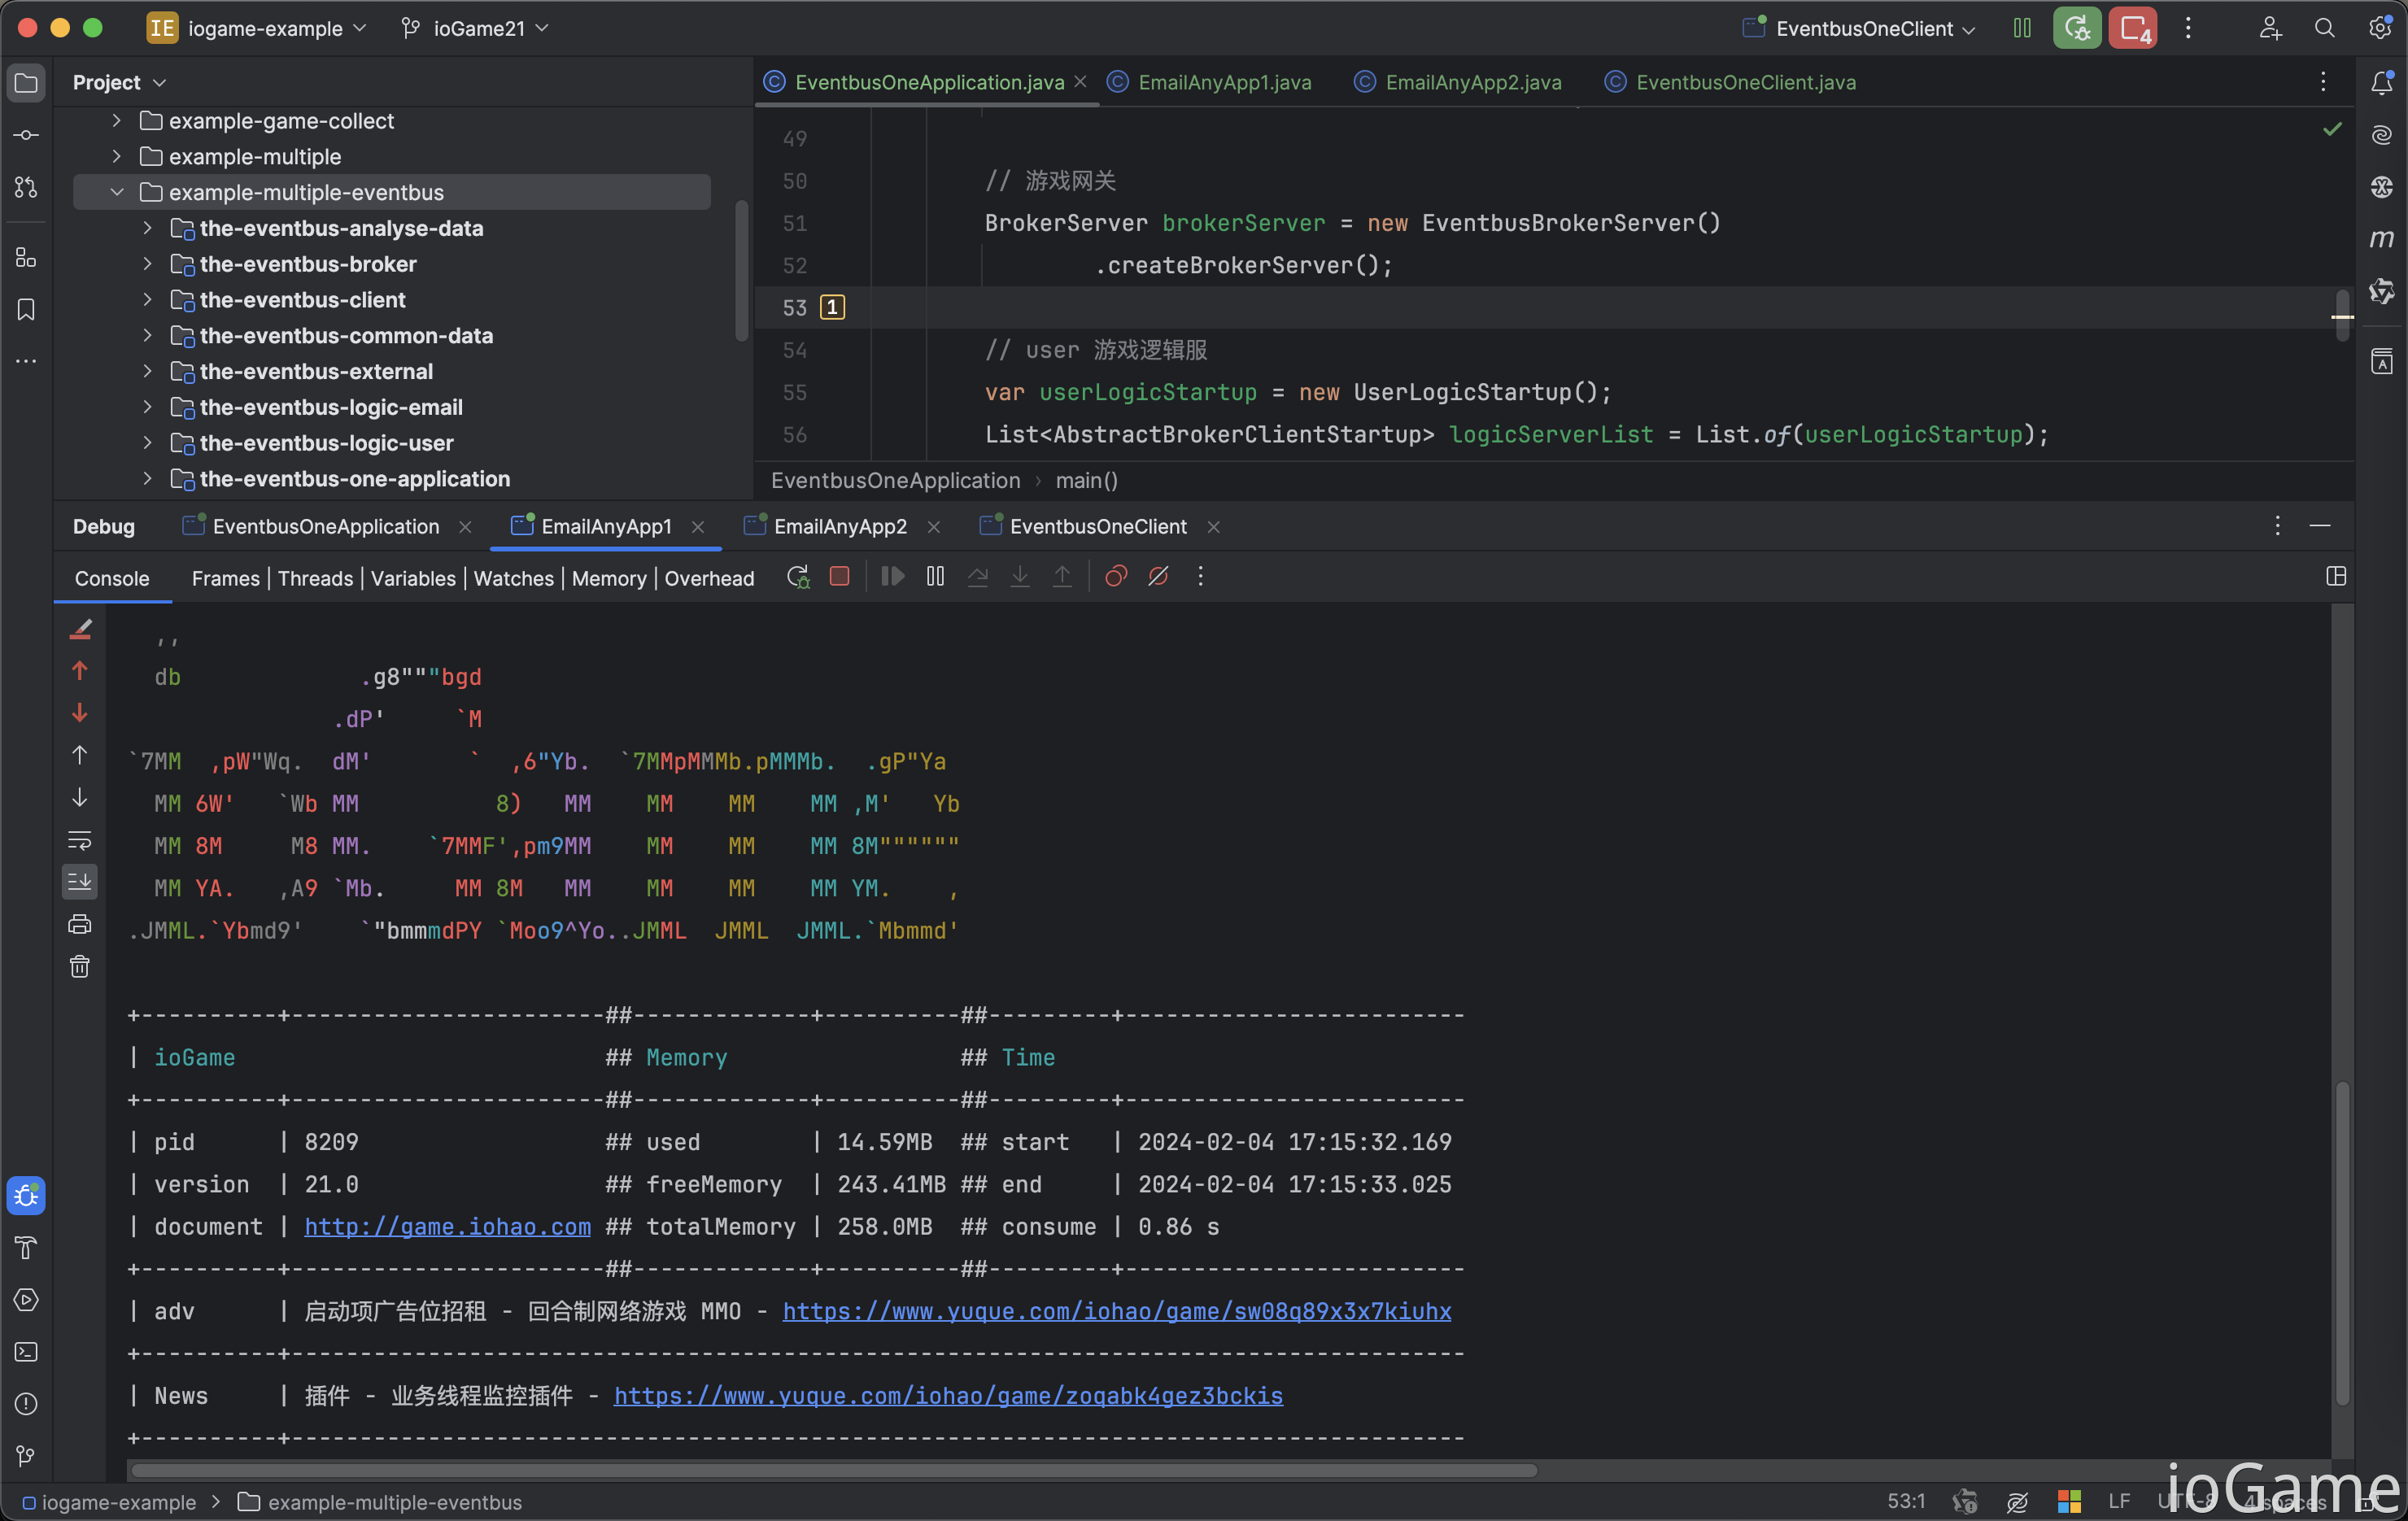 IE iogame-example ioGame21 EventbusOneClient 4
Project
EventbusOneApplication.java EmailAnyApp1.java EmailAnyApp2.java EventbusOneClient.java
example-game-collect
example-multiple
example-multiple-eventbus
the-eventbus-analyse-data
the-eventbus-broker
the-eventbus-client
the-eventbus-common-data
the-eventbus-external
the-eventbus-logic-email
the-eventbus-logic-user
the-eventbus-one-application
49
50 // 游戏网关
51 BrokerServer brokerServer = new EventbusBrokerServer()
52 .createBrokerServer();
53 1
54 // user 游戏逻辑服
55 var userLogicStartup = new UserLogicStartup();
56 List<AbstractBrokerClientStartup> logicServerList = List.of(userLogicStartup);
EventbusOneApplication › main()
Debug EventbusOneApplication EmailAnyApp1 EmailAnyApp2 EventbusOneClient
Console Frames | Threads | Variables | Watches | Memory | Overhead
,,
db .g8"""bgd
.dP' `M
`7MM ,pW"Wq. dM' ` ,6"Yb. `7MMpMMMb.pMMMb. .gP"Ya
MM 6W' `Wb MM 8) MM MM MM MM ,M' Yb
MM 8M M8 MM. `7MMF',pm9MM MM MM MM 8M""""""
MM YA. ,A9 `Mb. MM 8M MM MM MM MM YM. ,
.JMML.`Ybmd9' `"bmmmdPY `Moo9^Yo..JMML JMML JMML.`Mbmmd'
+-----------+-----------------------##-------------+----------##---------+-------------------------
| ioGame ## Memory ## Time
+-----------+-----------------------##-------------+----------##---------+-------------------------
| pid | 8209 ## used | 14.59MB ## start | 2024-02-04 17:15:32.169
| version | 21.0 ## freeMemory | 243.41MB ## end | 2024-02-04 17:15:33.025
| document | http://game.iohao.com ## totalMemory | 258.0MB ## consume | 0.86 s
+-----------+-----------------------##-------------+----------##---------+-------------------------
| adv | 启动项广告位招租 - 回合制网络游戏 MMO - https://www.yuque.com/iohao/game/sw08q89x3x7kiuhx
+-----------+--------------------------------------------------------------------------------------
| News | 插件 - 业务线程监控插件 - https://www.yuque.com/iohao/game/zoqabk4gez3bckis
+-----------+--------------------------------------------------------------------------------------
iogame-example > example-multiple-eventbus 53:1 LF UTF-8 4 spaces
ioGame